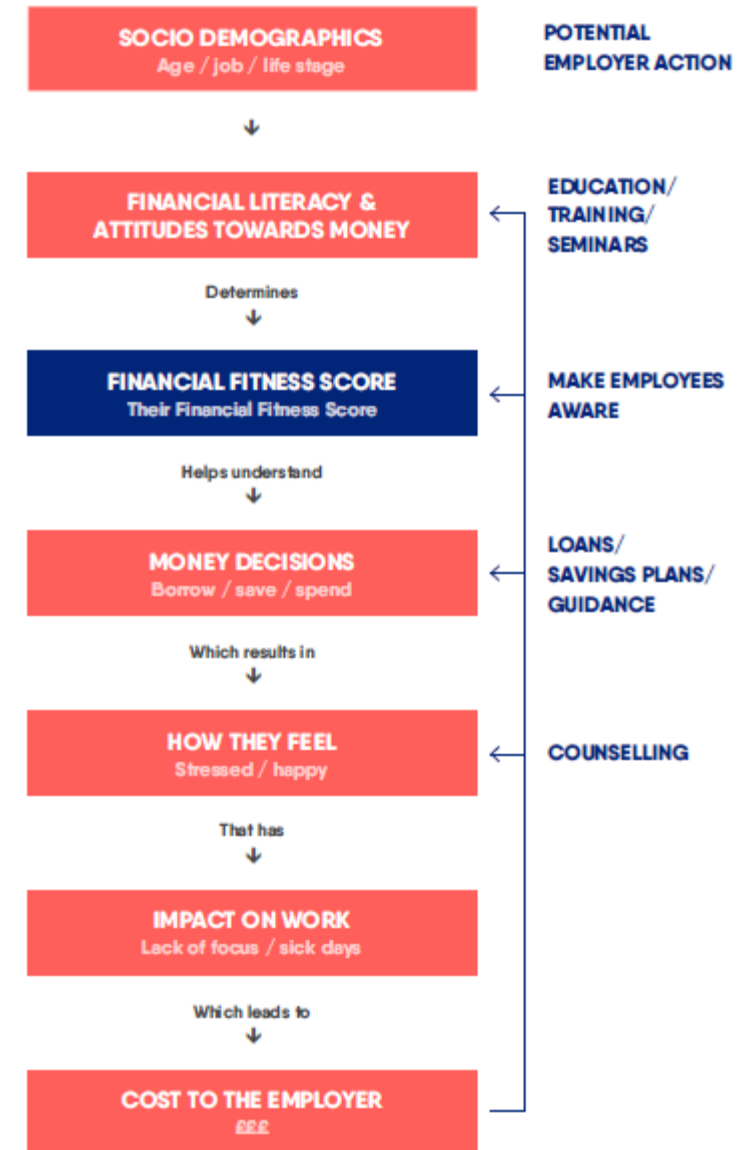 SOCIO DEMOGRAPHICS
Age / job / life stage
POTENTIAL
EMPLOYER ACTION
FINANCIAL LITERACY &
ATTITUDES TOWARDS MONEY
EDUCATION/
TRAINING/
SEMINARS
Determines
FINANCIAL FITNESS SCORE
Their Financial Fitness Score
MAKE EMPLOYEES
AWARE
Helps understand
MONEY DECISIONS
Borrow / save / spend
LOANS/
SAVINGS PLANS/
GUIDANCE
Which results in
HOW THEY FEEL
Stressed / happy
COUNSELLING
That has
IMPACT ON WORK
Lack of focus / sick days
Which leads to
COST TO THE EMPLOYER
£££